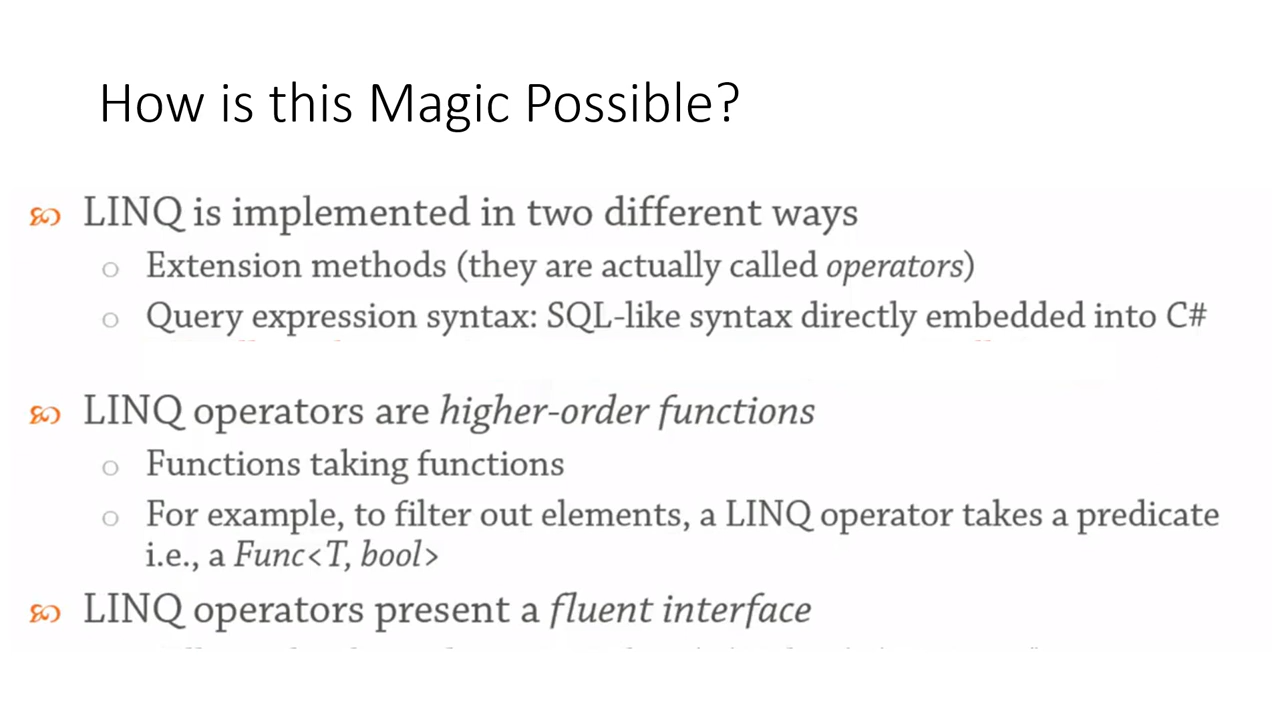 How is this Magic Possible?
LINQ is implemented in two different ways
Extension methods (they are actually called operators)
Query expression syntax: SQL-like syntax directly embedded into C#
LINQ operators are higher-order functions
Functions taking functions
For example, to filter out elements, a LINQ operator takes a predicate
i.e., a Func<T, bool>
LINQ operators present a fluent interface